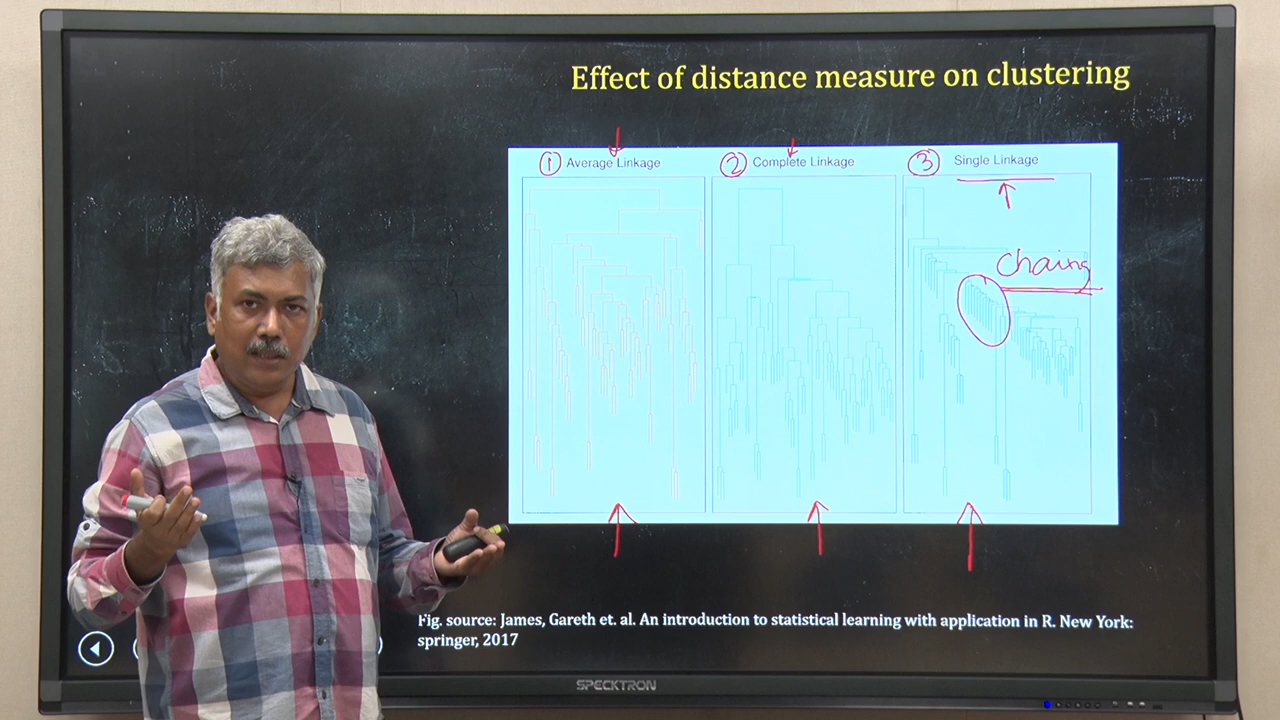 Effect of distance measure on clustering
① Average Linkage
② Complete Linkage
③ Single Linkage
Chaing
Fig. source: James, Gareth et. al. An introduction to statistical learning with application in R. New York:
springer, 2017
SPECKTRON